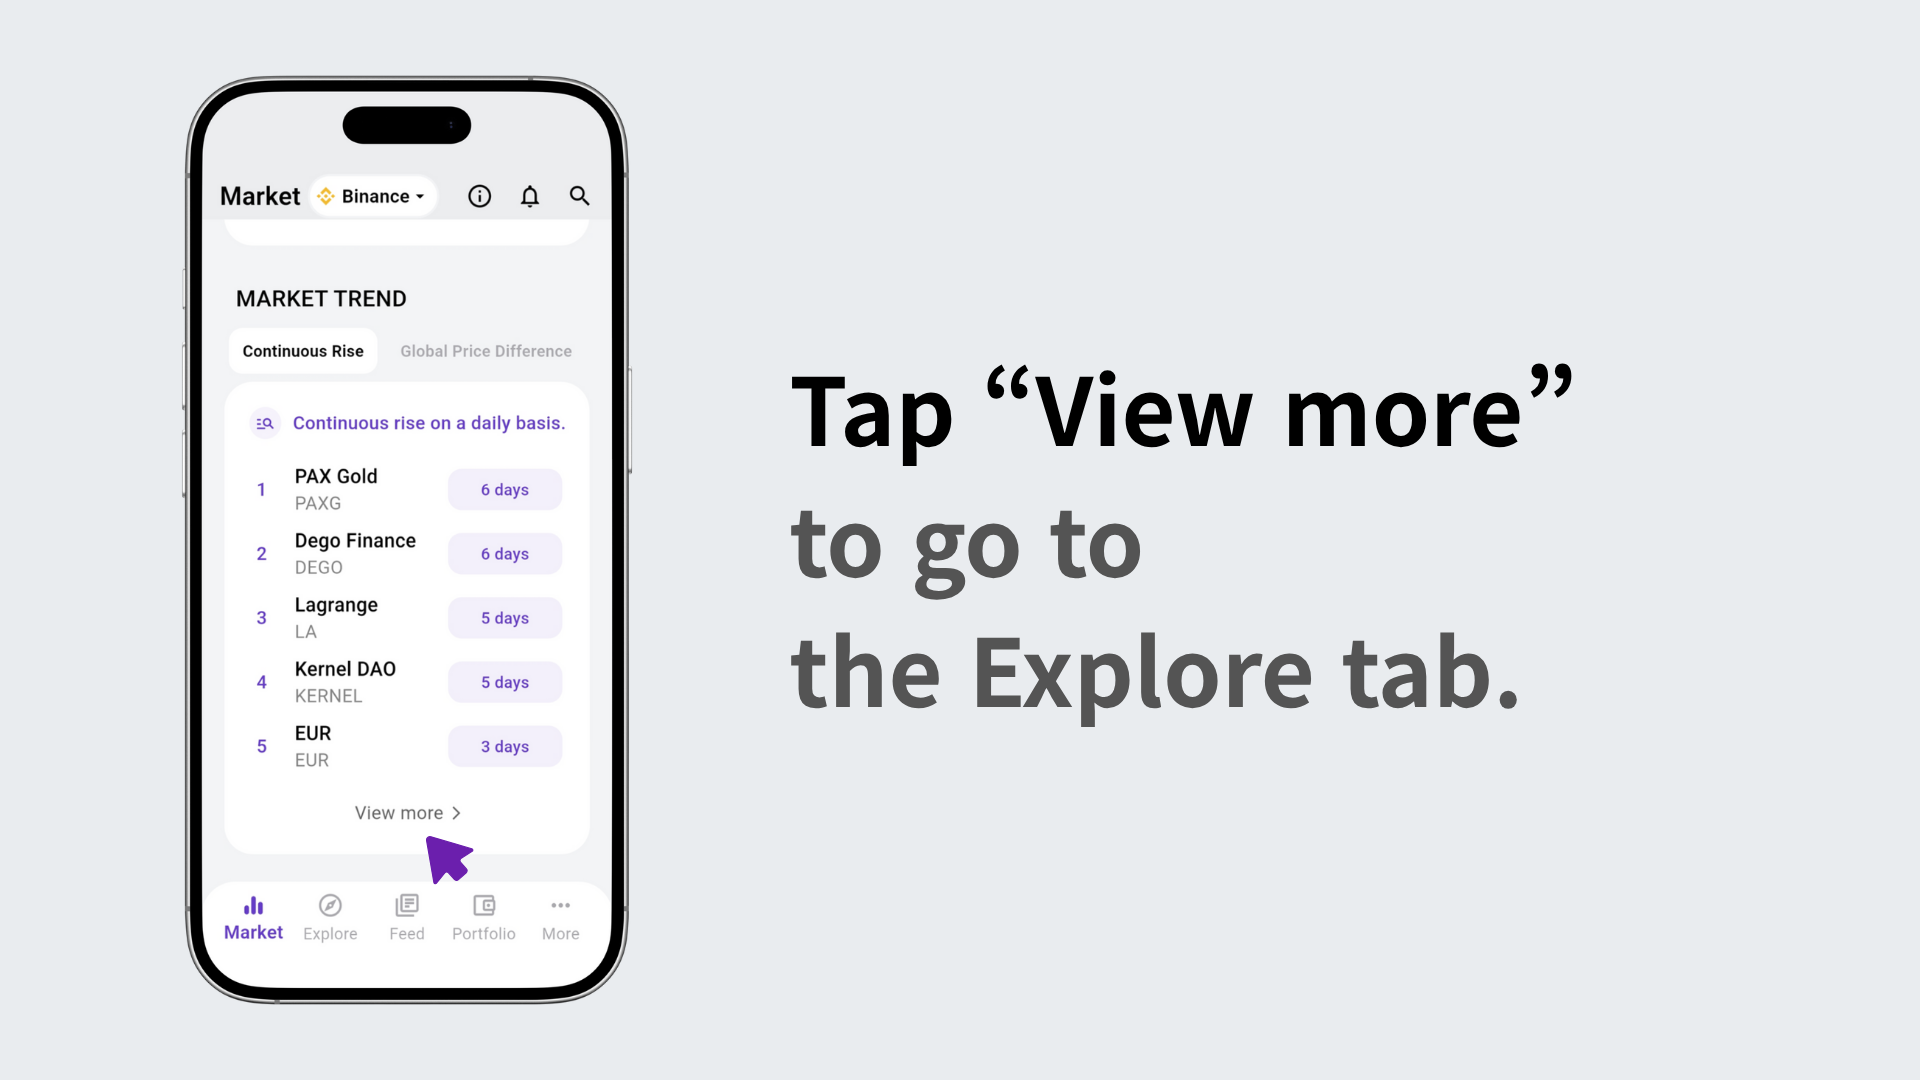 Market
Binance
MARKET TREND
Continuous Rise
Global Price Difference
Continuous rise on a daily basis.
1
PAX Gold
PAXG
6 days
2
Dego Finance
DEGO
6 days
3
Lagrange
LA
5 days
4
Kernel DAO
KERNEL
5 days
5
EUR
EUR
3 days
View more
Market
Explore
Feed
Portfolio
More
Tap “View more”
to go to
the Explore tab.